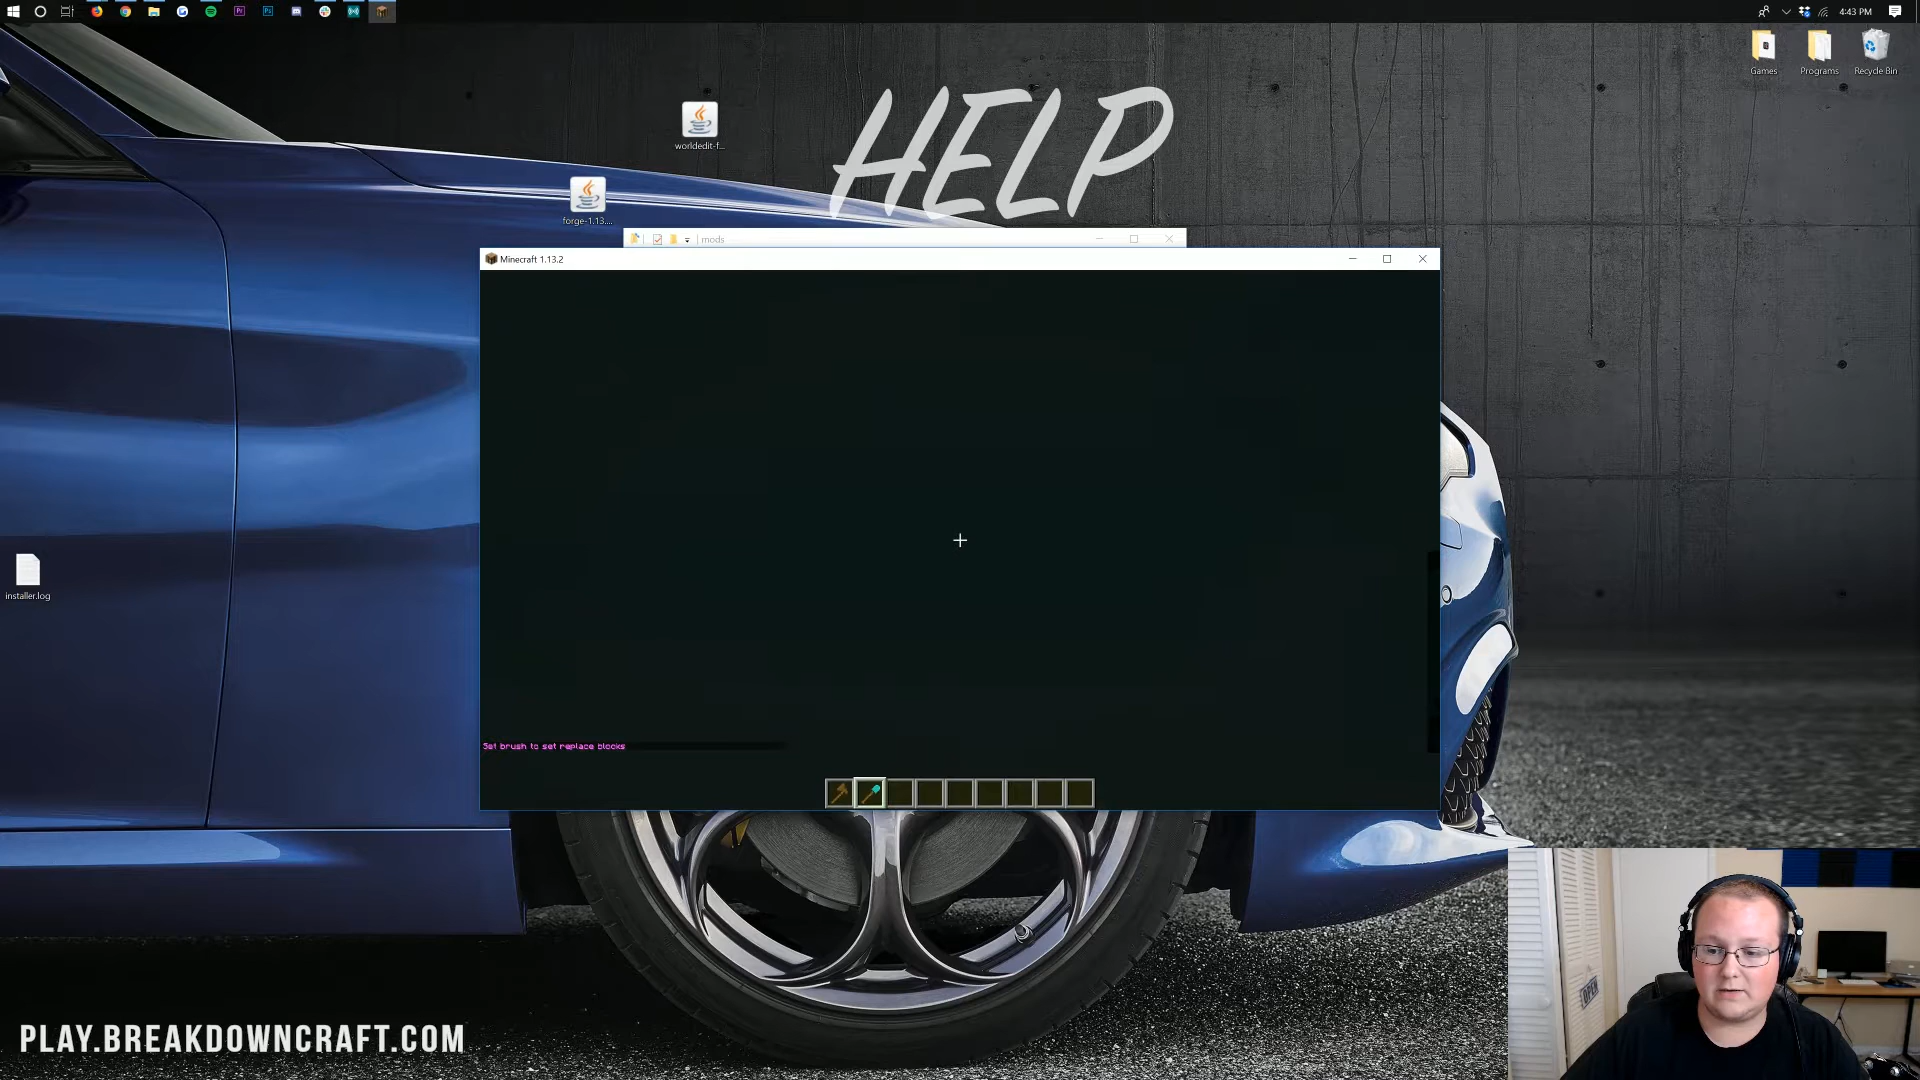 4:43 PM
Games
Programs
Recycle Bin
HELP
worldedit-f...
forge-1.13....
mods
Minecraft 1.13.2
installer.log
Set brush to set replace blocks
OPEN
PLAY.BREAKDOWNCRAFT.COM